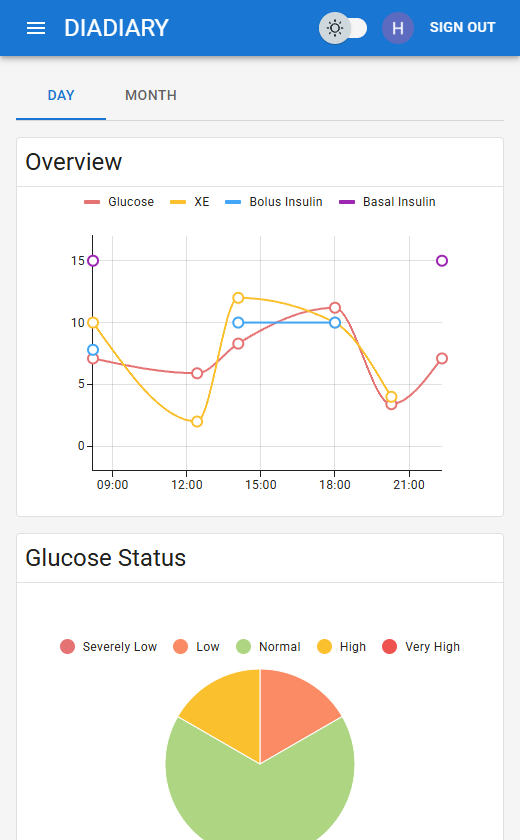 DIADIARY H SIGN OUT
DAY MONTH
Overview
Glucose XE Bolus Insulin Basal Insulin
15
10
5
0
09:00 12:00 15:00 18:00 21:00
Glucose Status
Severely Low Low Normal High Very High